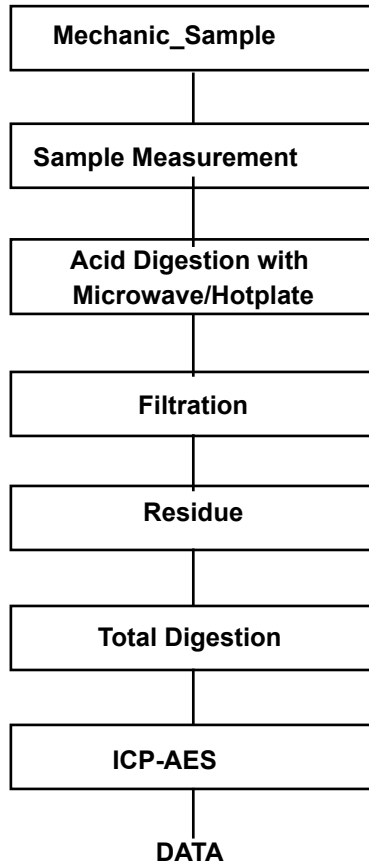 Mechanic_Sample
Sample Measurement
Acid Digestion with
Microwave/Hotplate
Filtration
Residue
Total Digestion
ICP-AES
DATA